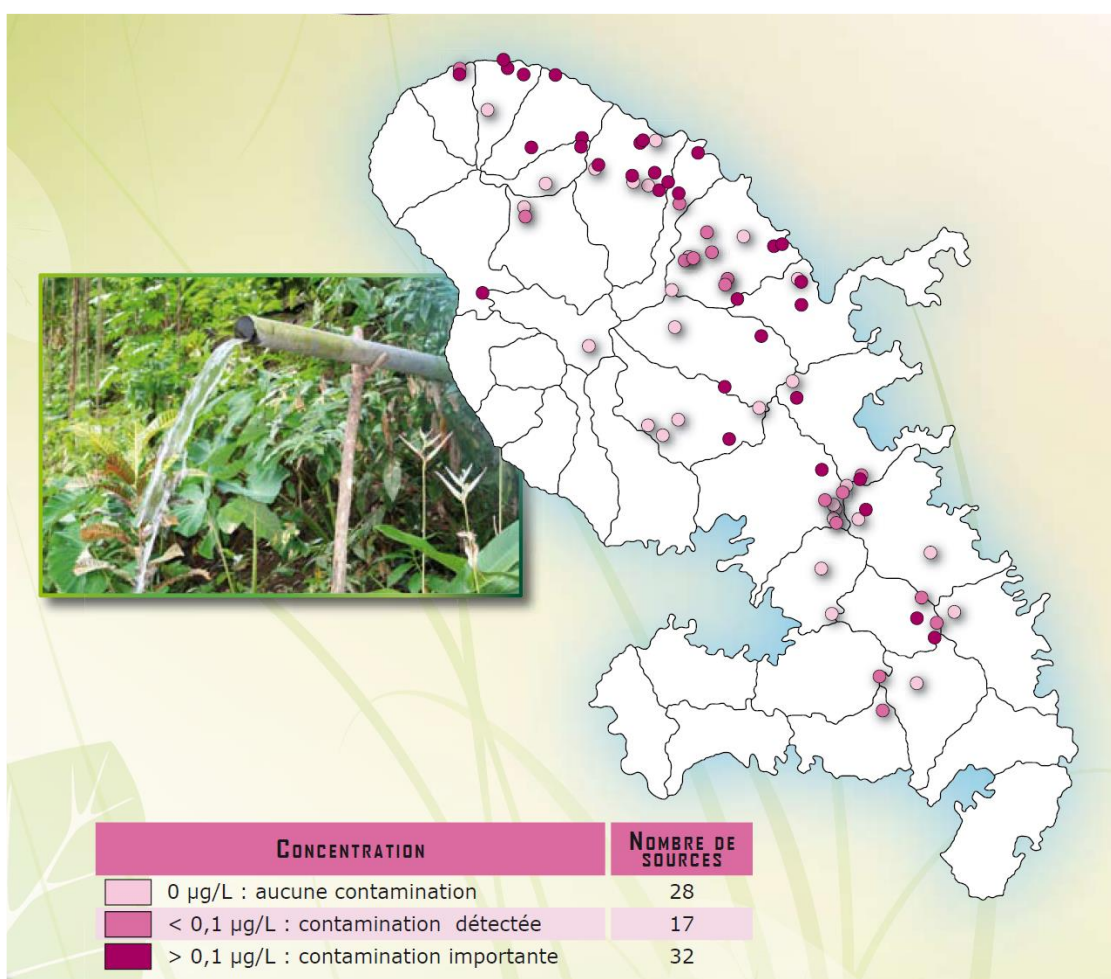 CONCENTRATION NOMBRE DE SOURCES
0 µg/L : aucune contamination 28
< 0,1 µg/L : contamination détectée 17
> 0,1 µg/L : contamination importante 32